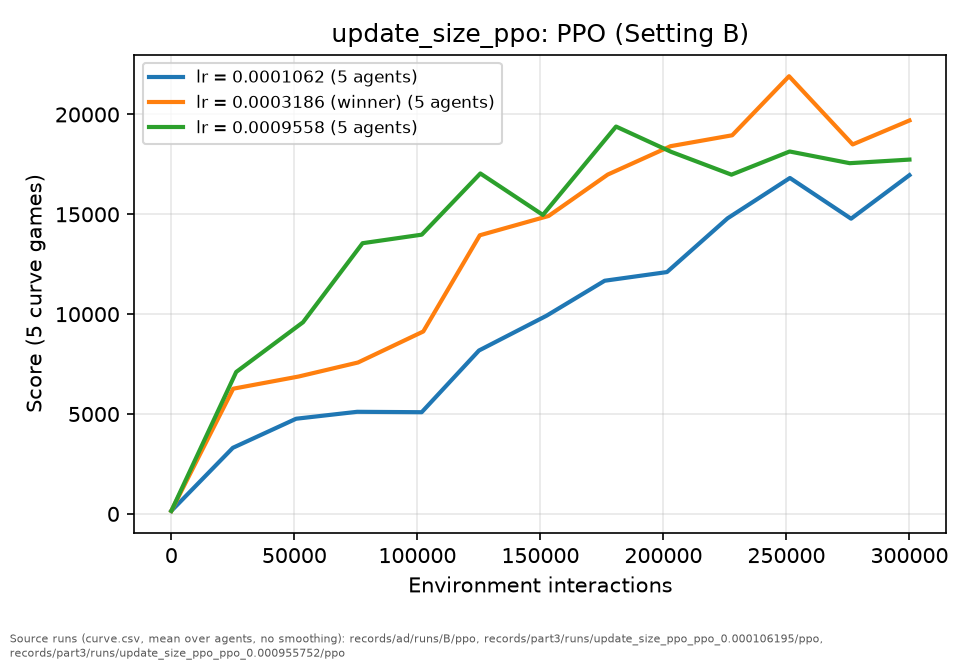 update_size_ppo: PPO (Setting B)
lr = 0.0001062 (5 agents)
lr = 0.0003186 (winner) (5 agents)
lr = 0.0009558 (5 agents)
Score (5 curve games)
20000
15000
10000
5000
0
0 50000 100000 150000 200000 250000 300000
Environment interactions
Source runs (curve.csv, mean over agents, no smoothing): records/ad/runs/B/ppo, records/part3/runs/update_size_ppo_ppo_0.000106195/ppo,
records/part3/runs/update_size_ppo_ppo_0.000955752/ppo